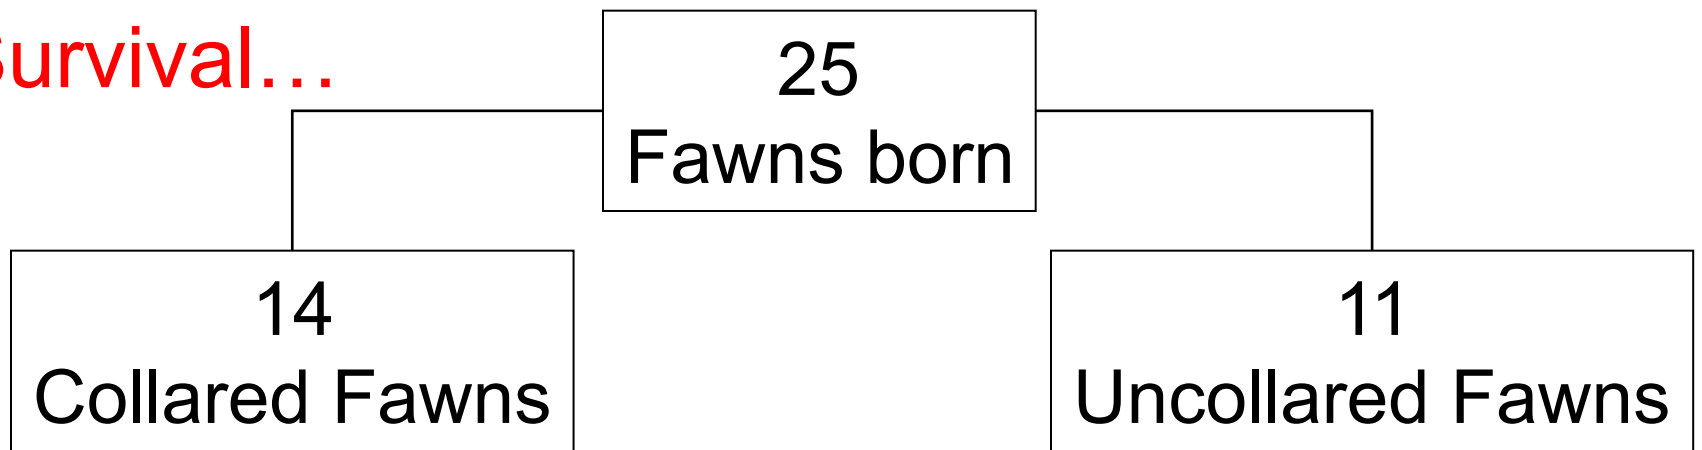 Survival…
25
Fawns born
14
Collared Fawns
11
Uncollared Fawns